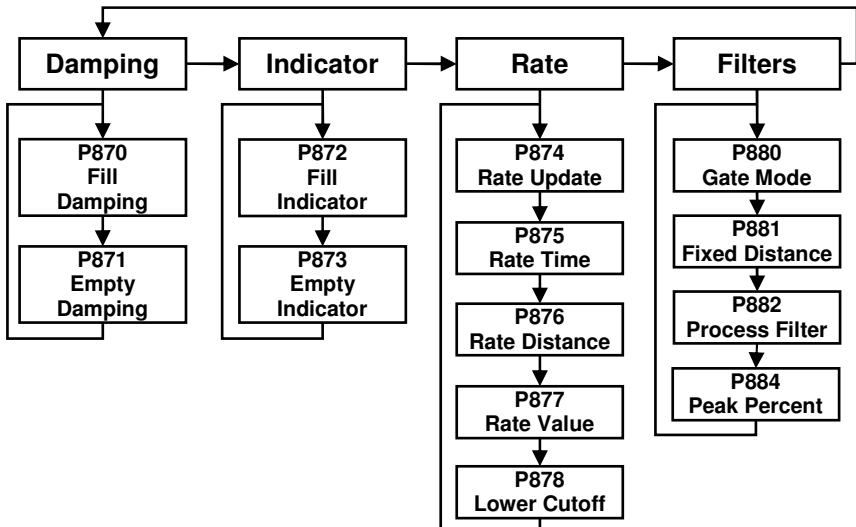 Damping
Indicator
Rate
Filters
P870
Fill
Damping
P871
Empty
Damping
P872
Fill
Indicator
P873
Empty
Indicator
P874
Rate Update
P875
Rate Time
P876
Rate Distance
P877
Rate Value
P878
Lower Cutoff
P880
Gate Mode
P881
Fixed Distance
P882
Process Filter
P884
Peak Percent